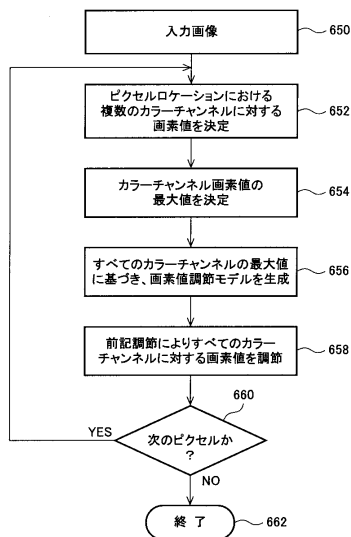 入力画像
650
ピクセルロケーションにおける
複数のカラーチャンネルに対する
画素値を決定
652
カラーチャンネル画素値の
最大値を決定
654
すべてのカラーチャンネルの最大値
に基づき、画素値調節モデルを生成
656
前記調節によりすべてのカラー
チャンネルに対する画素値を調節
658
660
次のピクセルか
?
YES
NO
終了
662